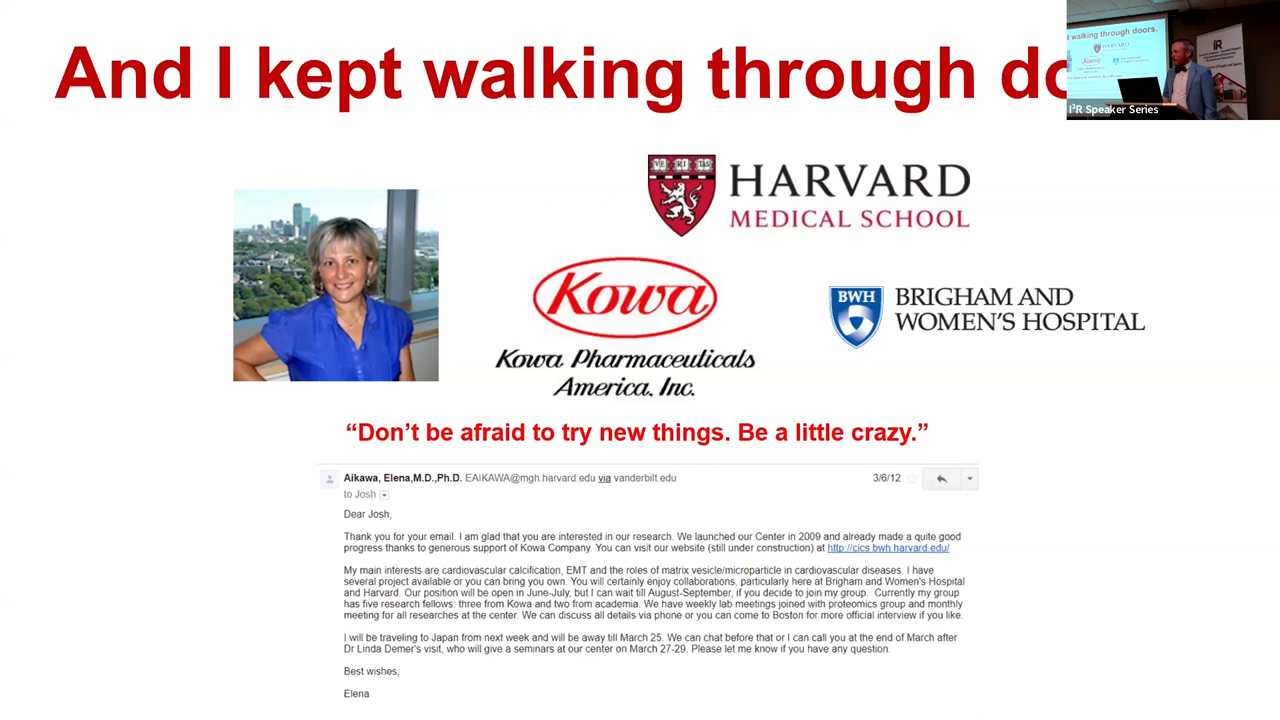 And I kept walking through do
t walking through doors.
I³R Speaker Series
VE RI TAS
HARVARD
MEDICAL SCHOOL
Kowa
Kowa Pharmaceuticals
America, Inc.
BWH
BRIGHAM AND
WOMEN'S HOSPITAL
“Don’t be afraid to try new things. Be a little crazy.”
Aikawa, Elena,M.D.,Ph.D. EAIKAWA@mgh.harvard.edu via vanderbilt.edu 3/6/12
to Josh
Dear Josh,
Thank you for your email. I am glad that you are interested in our research. We launched our Center in 2009 and already made a quite good
progress thanks to generous support of Kowa Company. You can visit our website (still under construction) at http://cics.bwh.harvard.edu/
My main interests are cardiovascular calcification, EMT and the roles of matrix vesicle/microparticle in cardiovascular diseases. I have
several project available or you can bring you own. You will certainly enjoy collaborations, particularly here at Brigham and Women's Hospital
and Harvard. Our position will be open in June-July, but I can wait till August-September, if you decide to join my group. Currently my group
has five research fellows: three from Kowa and two from academia. We have weekly lab meetings joined with proteomics group and monthly
meeting for all researches at the center. We can discuss all details via phone or you can come to Boston for more official interview if you like.
I will be traveling to Japan from next week and will be away till March 25. We can chat before that or I can call you at the end of March after
Dr Linda Demer's visit, who will give a seminars at our center on March 27-29. Please let me know if you have any question.
Best wishes,
Elena